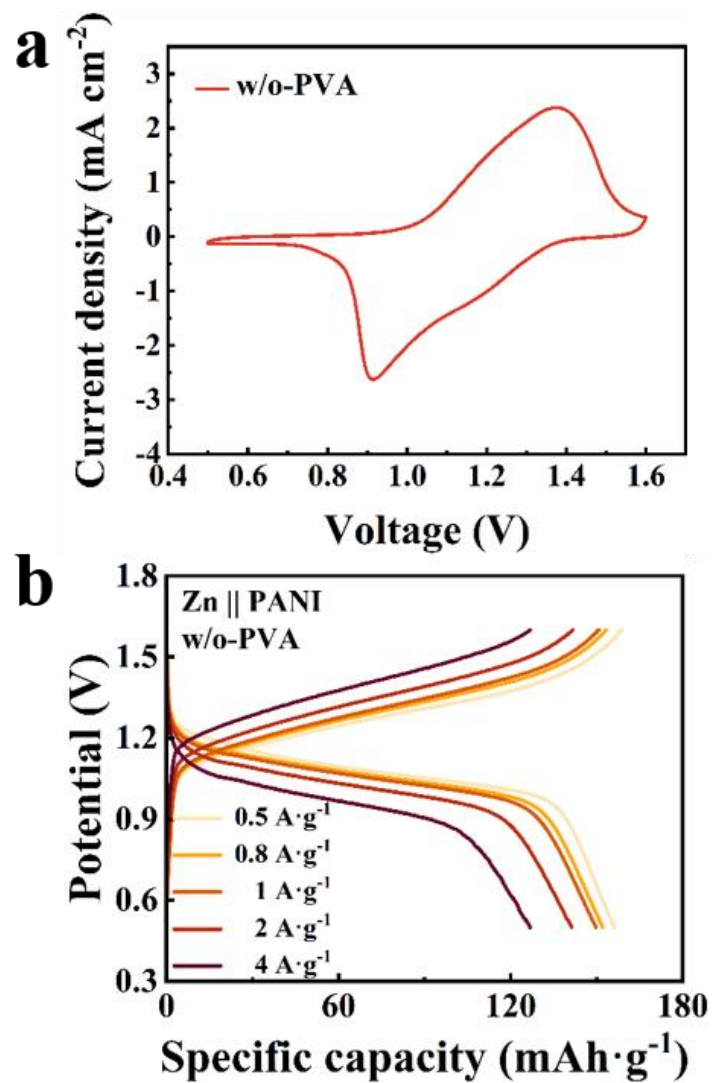 a
w/o-PVA
Current density (mA cm⁻²)
3
2
1
0
-1
-2
-3
-4
0.4 0.6 0.8 1.0 1.2 1.4 1.6
Voltage (V)
b
Zn || PANI
w/o-PVA
Potential (V)
1.8
1.5
1.2
0.9
0.6
0.3
0.5 A·g⁻¹
0.8 A·g⁻¹
1 A·g⁻¹
2 A·g⁻¹
4 A·g⁻¹
0 60 120 180
Specific capacity (mAh·g⁻¹)